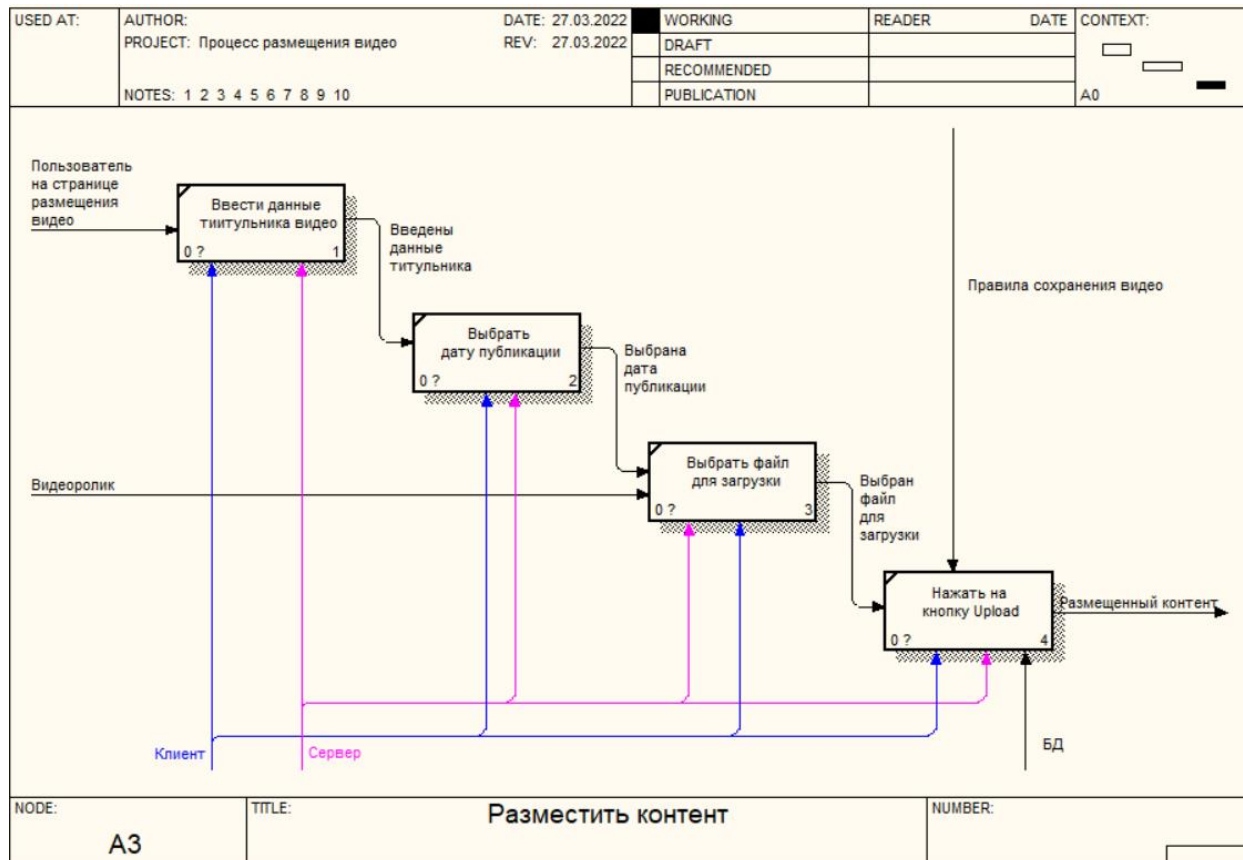 USED AT:
AUTHOR:
DATE: 27.03.2022
PROJECT: Процесс размещения видео
REV: 27.03.2022
NOTES: 1 2 3 4 5 6 7 8 9 10
WORKING
DRAFT
RECOMMENDED
PUBLICATION
READER
DATE
CONTEXT:
A0
Пользователь
на странице
размещения
видео
Ввести данные
тиитульника видео
0 ?
1
Введены
данные
титульника
Выбрать
дату публикации
0 ?
2
Выбрана
дата
публикации
Правила сохранения видео
Видеоролик
Выбрать файл
для загрузки
0 ?
3
Выбран
файл
для
загрузки
Нажать на
кнопку Upload
0 ?
4
Размещенный контент
Клиент
Сервер
БД
NODE:
A3
TITLE:
Разместить контент
NUMBER: